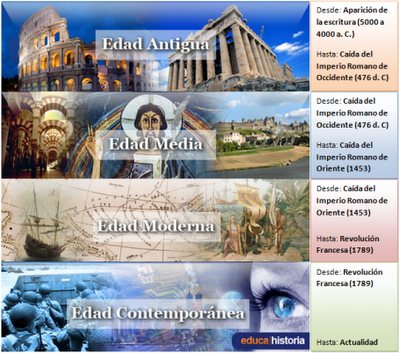 Edad Antigua
Desde: Aparición de
la escritura (5000 a
4000 a. C.)
Hasta: Caída del
Imperio Romano de
Occidente (476 d. C)
Edad Media
Desde: Caída del
Imperio Romano de
Occidente (476 d. C)
Hasta: Caída del
Imperio Romano de
Oriente (1453)
Edad Moderna
Desde: Caída del
Imperio Romano de
Oriente (1453)
Hasta: Revolución
Francesa (1789)
Edad Contemporánea
educahistoria
Desde: Revolución
Francesa (1789)
Hasta: Actualidad